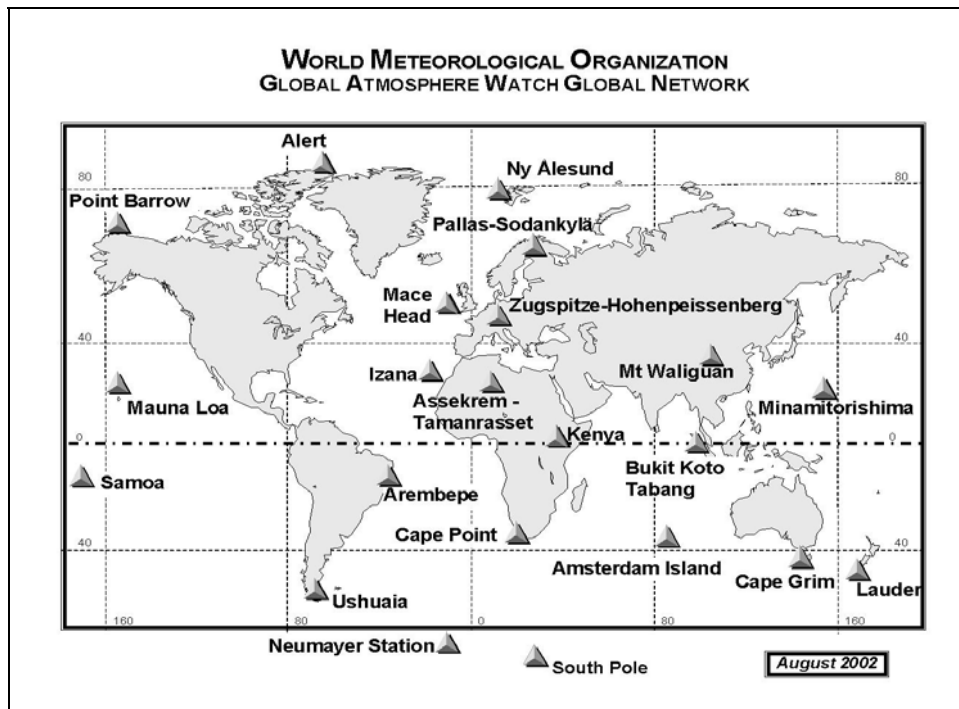 WORLD METEOROLOGICAL ORGANIZATION
GLOBAL ATMOSPHERE WATCH GLOBAL NETWORK
Alert
80
Ny Alesund
80
Point Barrow
Pallas-Sodankylä
Mace
Head
Zugspitze-Hohenpeissenberg
40
40
Izana
Mt Waliguan
Mauna Loa
Assekrem -
Tamanrasset
Minamitorishima
0
Kenya
0
Samoa
Arembepe
Bukit Koto
Tabang
Cape Point
40
40
Amsterdam Island
Cape Grim
Lauder
Ushuaia
160
80
0
80
160
Neumayer Station
South Pole
August 2002